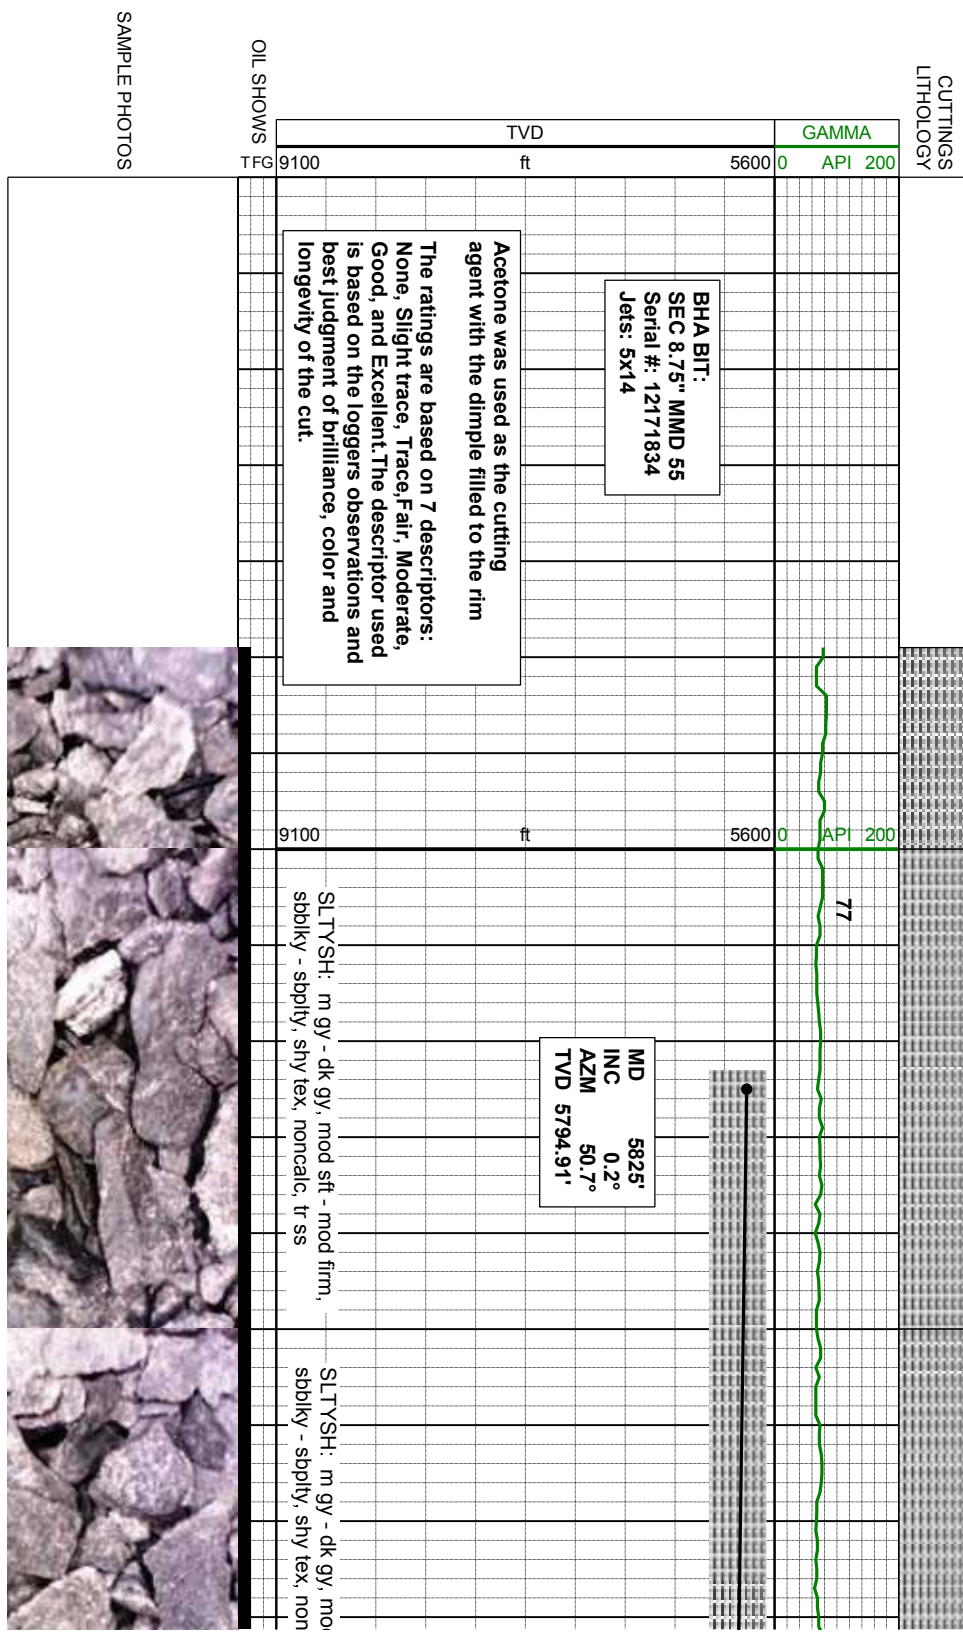 SAMPLE PHOTOS
OIL SHOWS
CUTTINGS
LITHOLOGY
TVD
GAMMA
TFG
9100 ft 5600
0 API 200
BHA BIT:
SEC 8.75" MMD 55
Serial #: 12171834
Jets: 5x14
Acetone was used as the cutting
agent with the dimple filled to the rim
The ratings are based on 7 descriptors:
None, Slight trace, Trace,Fair, Moderate,
Good, and Excellent.The descriptor used
is based on the loggers observations and
best judgment of brilliance, color and
longevity of the cut.
9100 ft 5600
0 API 200
77
SLTYSH: m gy - dk gy, mod sft - mod firm,
sbblky - sbplty, shy tex, noncalc, tr ss
MD 5825'
INC 0.2°
AZM 50.7°
TVD 5794.91'
SLTYSH: m gy - dk gy, mod
sbblky - sbplty, shy tex, non